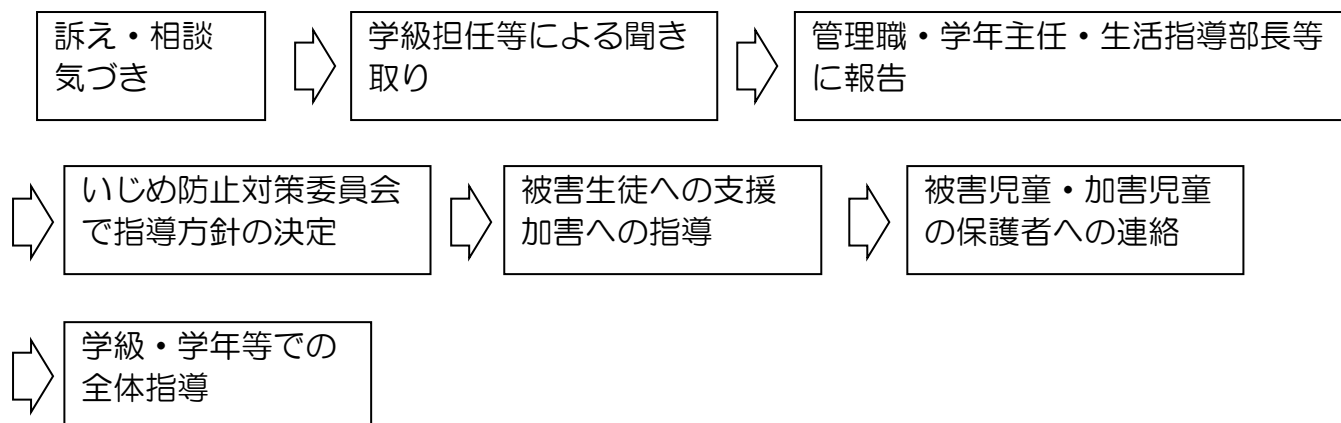 訴え・相談
気づき
学級担任等による聞き
取り
管理職・学年主任・生活指導部長等
に報告
いじめ防止対策委員会
で指導方針の決定
被害生徒への支援
加害への指導
被害児童・加害児童
の保護者への連絡
学級・学年等での
全体指導